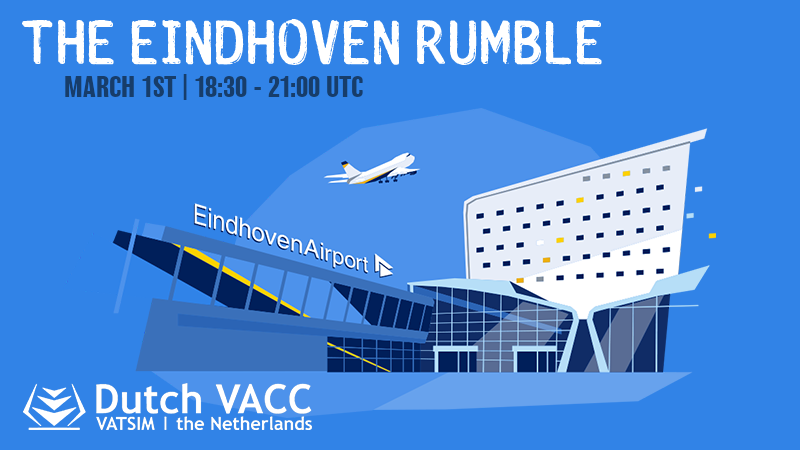 THE EINDHOVEN RUMBLE
MARCH 1ST | 18:30 - 21:00 UTC
EindhovenAirport
Dutch VACC
VATSIM | the Netherlands